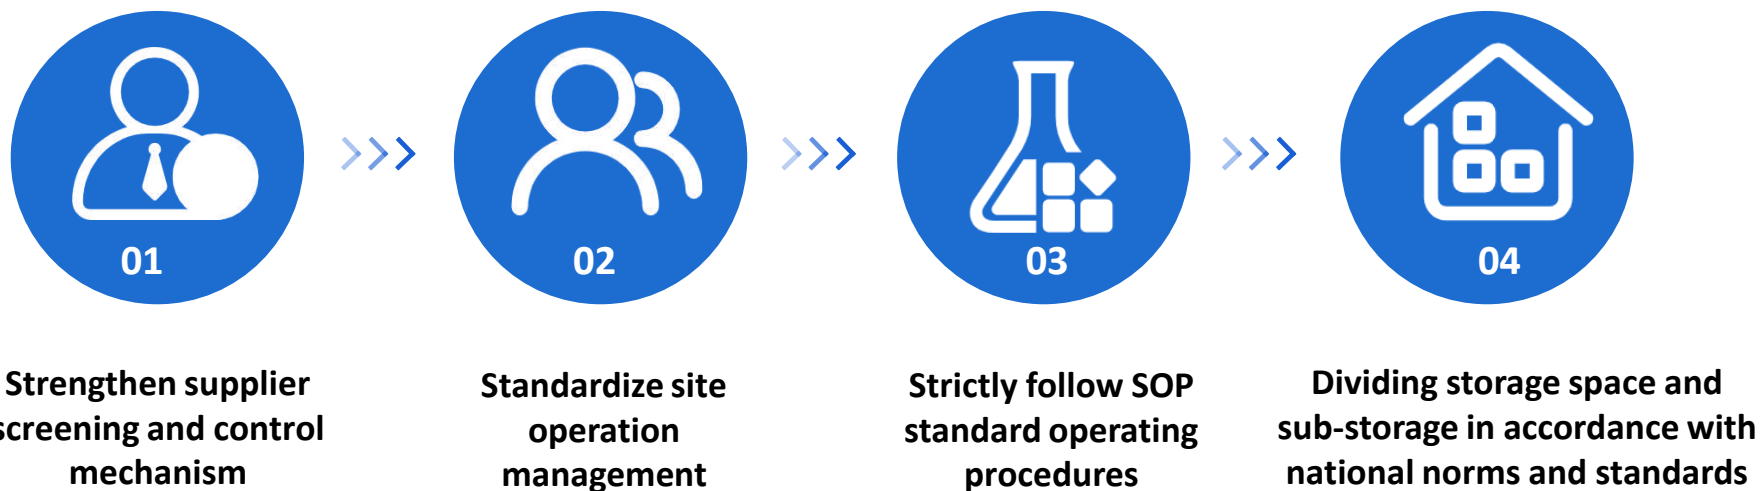 01
02
03
04
Strengthen supplier
screening and control
mechanism
Standardize site
operation
management
Strictly follow SOP
standard operating
procedures
Dividing storage space and
sub-storage in accordance with
national norms and standards